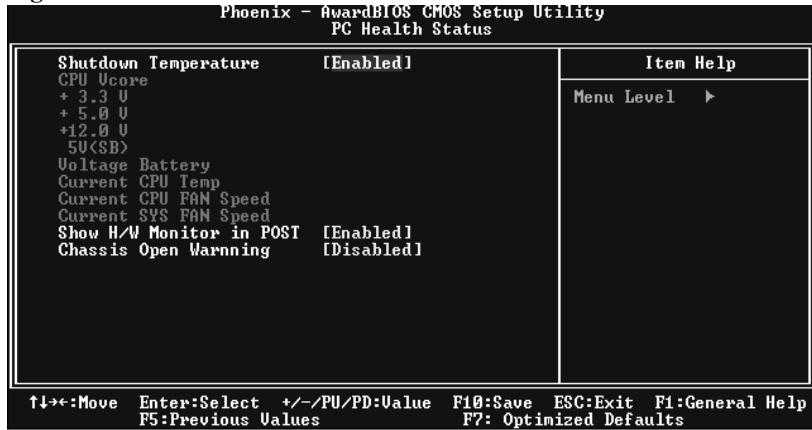 Phoenix – AwardBIOS CMOS Setup Utility
PC Health Status
Shutdown Temperature [Enabled]
Item Help
CPU Vcore
+ 3.3 V
+ 5.0 V
+12.0 V
5V(SB)
Voltage Battery
Current CPU Temp
Current CPU FAN Speed
Current SYS FAN Speed
Show H/W Monitor in POST [Enabled]
Chassis Open Warnning [Disabled]
Menu Level ►
↑↓→←:Move Enter:Select +/-/PU/PD:Value F10:Save ESC:Exit F1:General Help
F5:Previous Values F7: Optimized Defaults